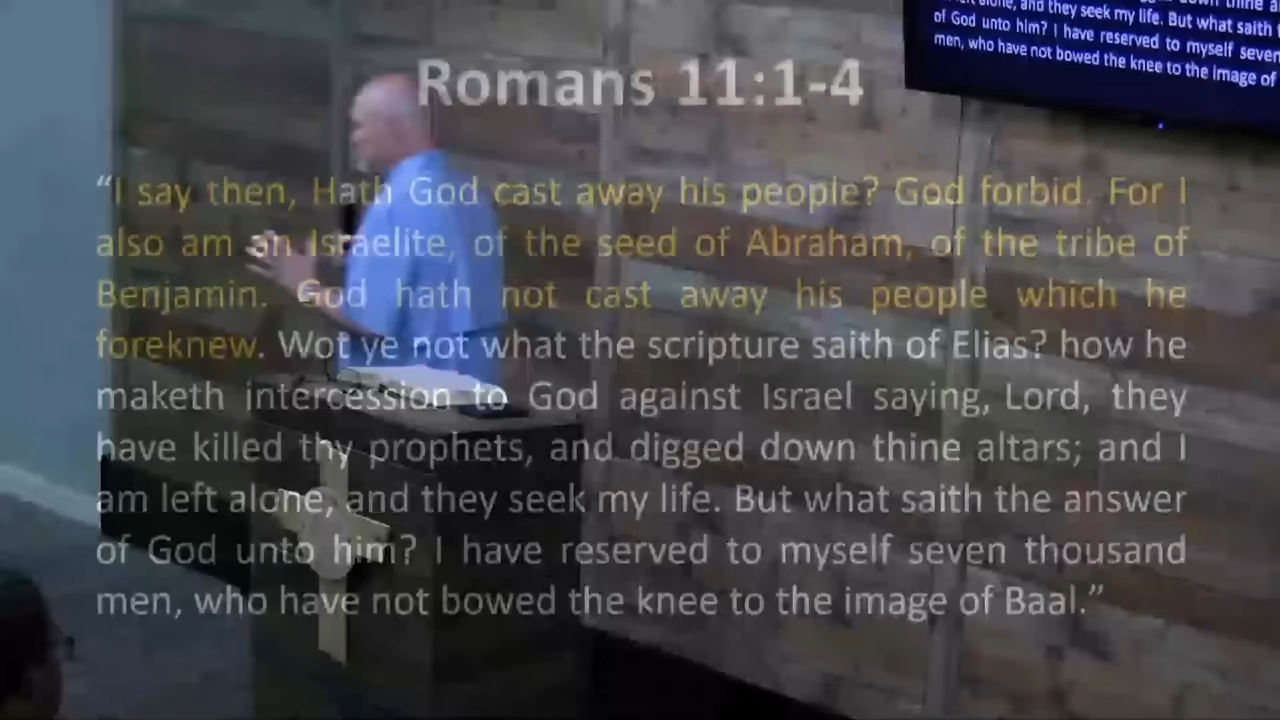 left alone, and they seek my life. But what saith
of God unto him? I have reserved to myself seven
men, who have not bowed the knee to the image of
Romans 11:1-4
“I say then, Hath God cast away his people? God forbid. For I
also am an Israelite, of the seed of Abraham, of the tribe of
Benjamin. God hath not cast away his people which he
foreknew. Wot ye not what the scripture saith of Elias? how he
maketh intercession to God against Israel saying, Lord, they
have killed thy prophets, and digged down thine altars; and I
am left alone, and they seek my life. But what saith the answer
of God unto him? I have reserved to myself seven thousand
men, who have not bowed the knee to the image of Baal.”